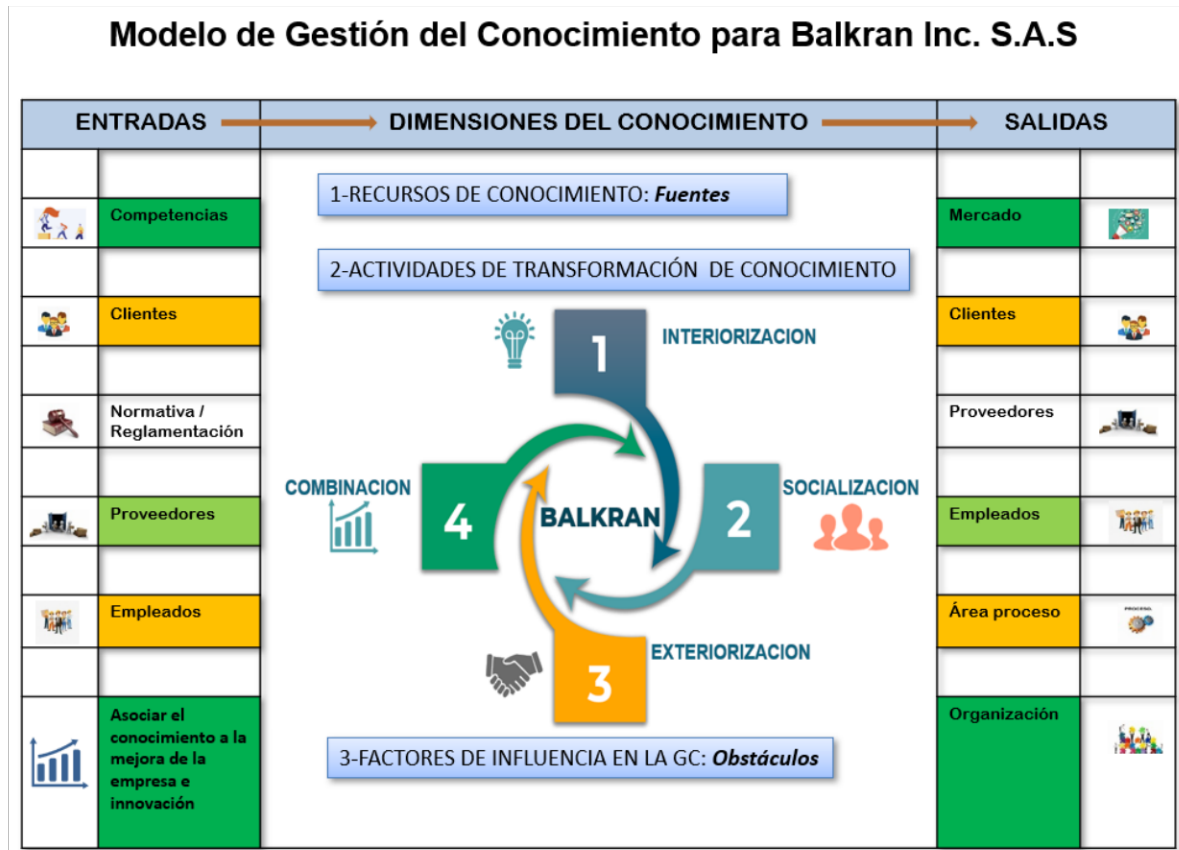 Modelo de Gestión del Conocimiento para Balkran Inc. S.A.S
ENTRADAS
DIMENSIONES DEL CONOCIMIENTO
SALIDAS
1-RECURSOS DE CONOCIMIENTO: Fuentes
2-ACTIVIDADES DE TRANSFORMACIÓN DE CONOCIMIENTO
Competencias
Clientes
Normativa /
Reglamentación
Proveedores
Empleados
Asociar el
conocimiento a la
mejora de la
empresa e
innovación
1
INTERIORIZACION
COMBINACION
4
BALKRAN
2
SOCIALIZACION
3
EXTERIORIZACION
3-FACTORES DE INFLUENCIA EN LA GC: Obstáculos
Mercado
Clientes
Proveedores
Empleados
Área proceso
PROCESO
Organización